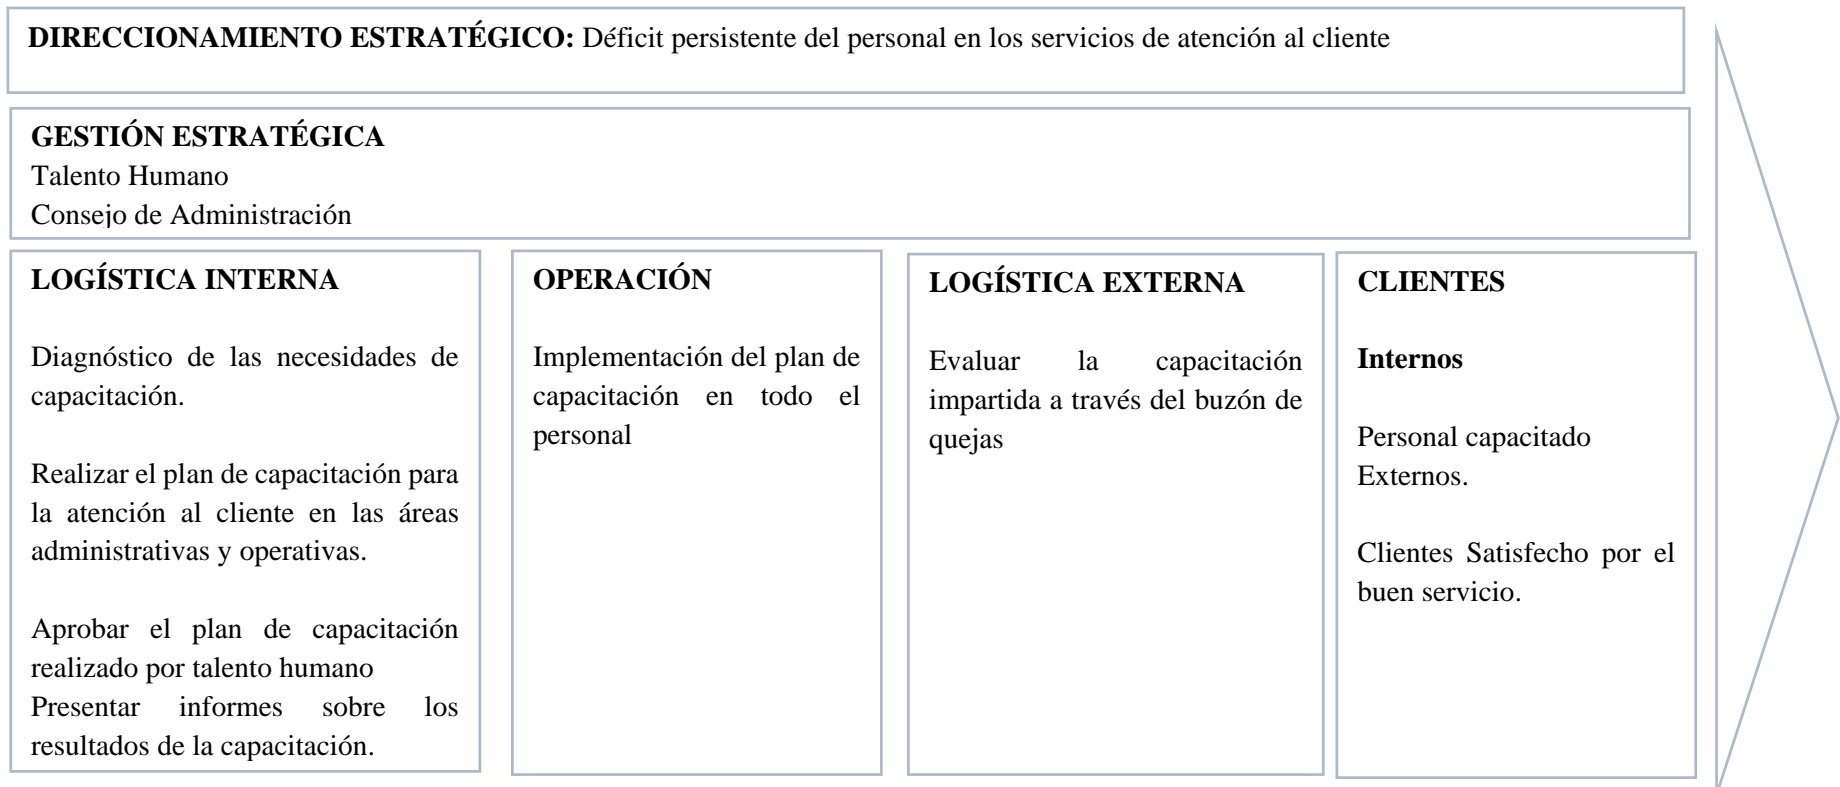 DIRECCIONAMIENTO ESTRATÉGICO: Déficit persistente del personal en los servicios de atención al cliente
GESTIÓN ESTRATÉGICA
Talento Humano
Consejo de Administración
LOGÍSTICA INTERNA
Diagnóstico de las necesidades de
capacitación.
Realizar el plan de capacitación para
la atención al cliente en las áreas
administrativas y operativas.
Aprobar el plan de capacitación
realizado por talento humano
Presentar informes sobre los
resultados de la capacitación.
OPERACIÓN
Implementación del plan de
capacitación en todo el
personal
LOGÍSTICA EXTERNA
Evaluar la capacitación
impartida a través del buzón de
quejas
CLIENTES
Internos
Personal capacitado
Externos.
Clientes Satisfecho por el
buen servicio.